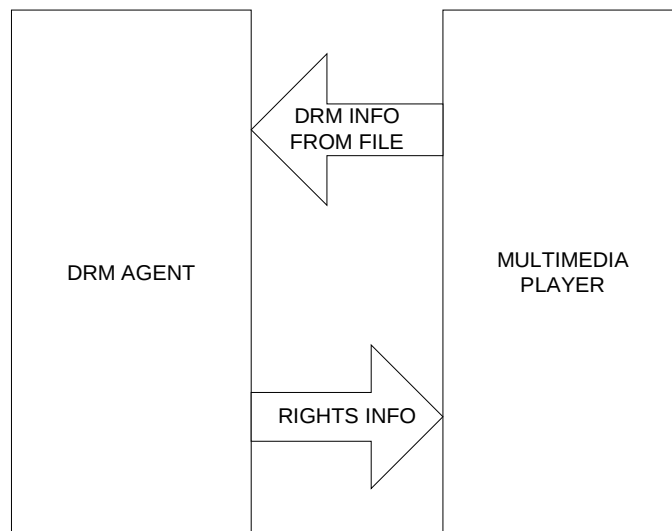 DRM INFO
FROM FILE
DRM AGENT
MULTIMEDIA
PLAYER
RIGHTS INFO